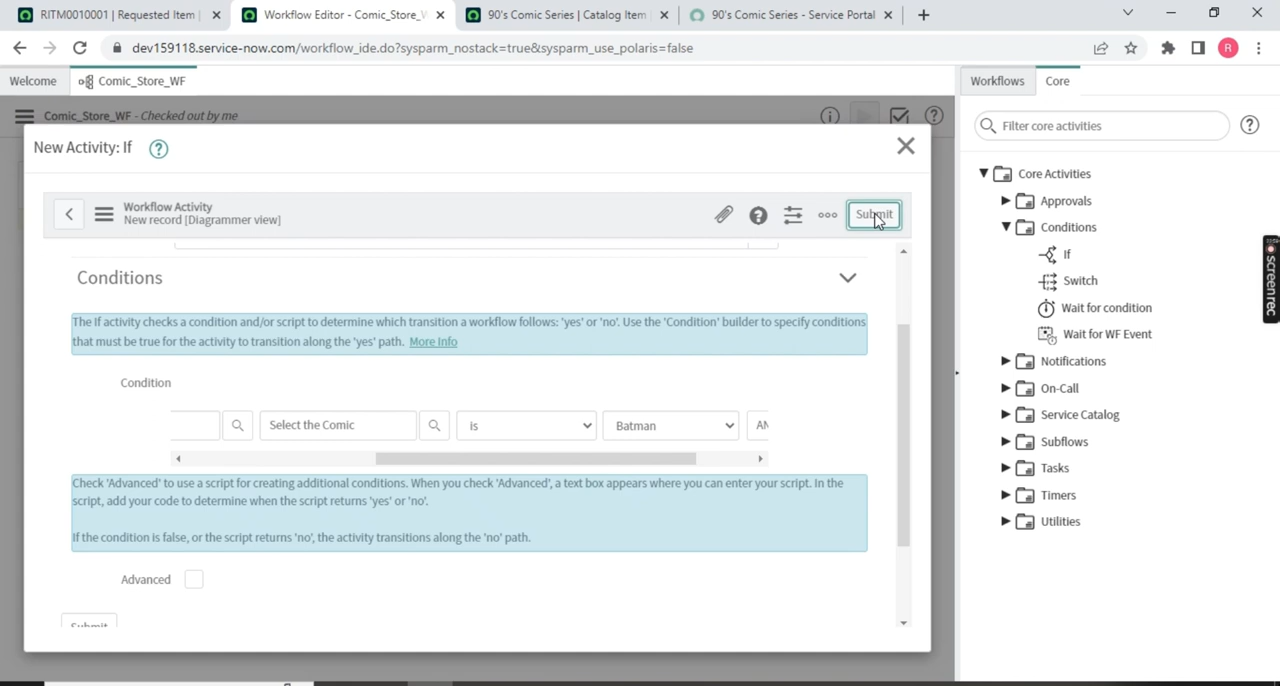 RITM0010001 | Requested Item |
Workflow Editor - Comic_Store_W
90's Comic Series | Catalog Item
90's Comic Series - Service Portal
dev159118.service-now.com/workflow_ide.do?sysparm_nostack=true&sysparm_use_polaris=false
R
Welcome
Comic_Store_WF
Workflows
Core
Comic_Store_WF - Checked out by me
Filter core activities
New Activity: If
Workflow Activity
New record [Diagrammer view]
Submit
Conditions
The If activity checks a condition and/or script to determine which transition a workflow follows: 'yes' or 'no'. Use the 'Condition' builder to specify conditions
that must be true for the activity to transition along the 'yes' path. More Info
Condition
Select the Comic
is
Batman
AN
Check 'Advanced' to use a script for creating additional conditions. When you check 'Advanced', a text box appears where you can enter your script. In the
script, add your code to determine when the script returns 'yes' or 'no'.
If the condition is false, or the script returns 'no', the activity transitions along the 'no' path.
Advanced
Submit
Core Activities
Approvals
Conditions
If
Switch
Wait for condition
Wait for WF Event
Notifications
On-Call
Service Catalog
Subflows
Tasks
Timers
Utilities
screenrec